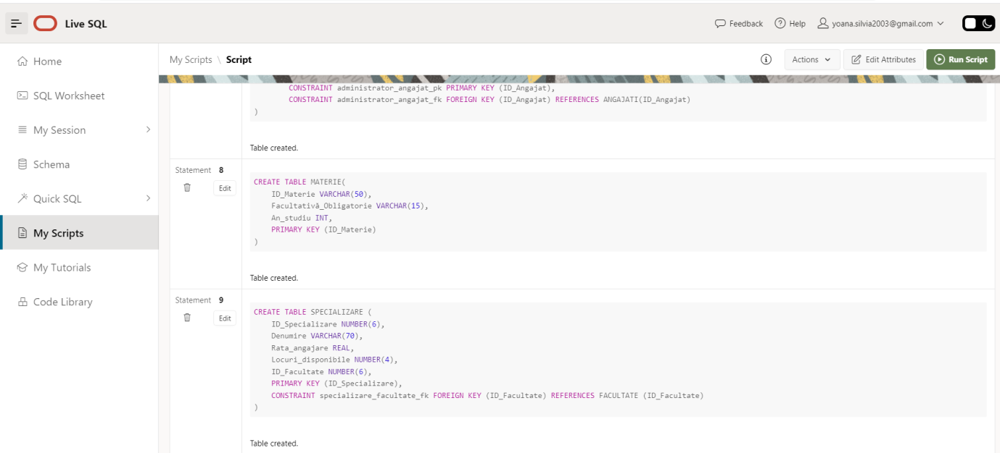 Live SQL
Feedback
Help
yoana.silvia2003@gmail.com
Home
SQL Worksheet
My Session
Schema
Quick SQL
My Scripts
My Tutorials
Code Library
My Scripts \ Script
Actions
Edit Attributes
Run Script
CONSTRAINT administrator_angajat_pk PRIMARY KEY (ID_Angajat),
CONSTRAINT administrator_angajat_fk FOREIGN KEY (ID_Angajat) REFERENCES ANGAJATI(ID_Angajat)
)
Table created.
Statement 8
Edit
CREATE TABLE MATERIE(
ID_Materie VARCHAR(50),
Facultativă_Obligatorie VARCHAR(15),
An_studiu INT,
PRIMARY KEY (ID_Materie)
)
Table created.
Statement 9
Edit
CREATE TABLE SPECIALIZARE (
ID_Specializare NUMBER(6),
Denumire VARCHAR(70),
Rata_angajare REAL,
Locuri_disponibile NUMBER(4),
ID_Facultate NUMBER(6),
PRIMARY KEY (ID_Specializare),
CONSTRAINT specializare_facultate_fk FOREIGN KEY (ID_Facultate) REFERENCES FACULTATE (ID_Facultate)
)
Table created.